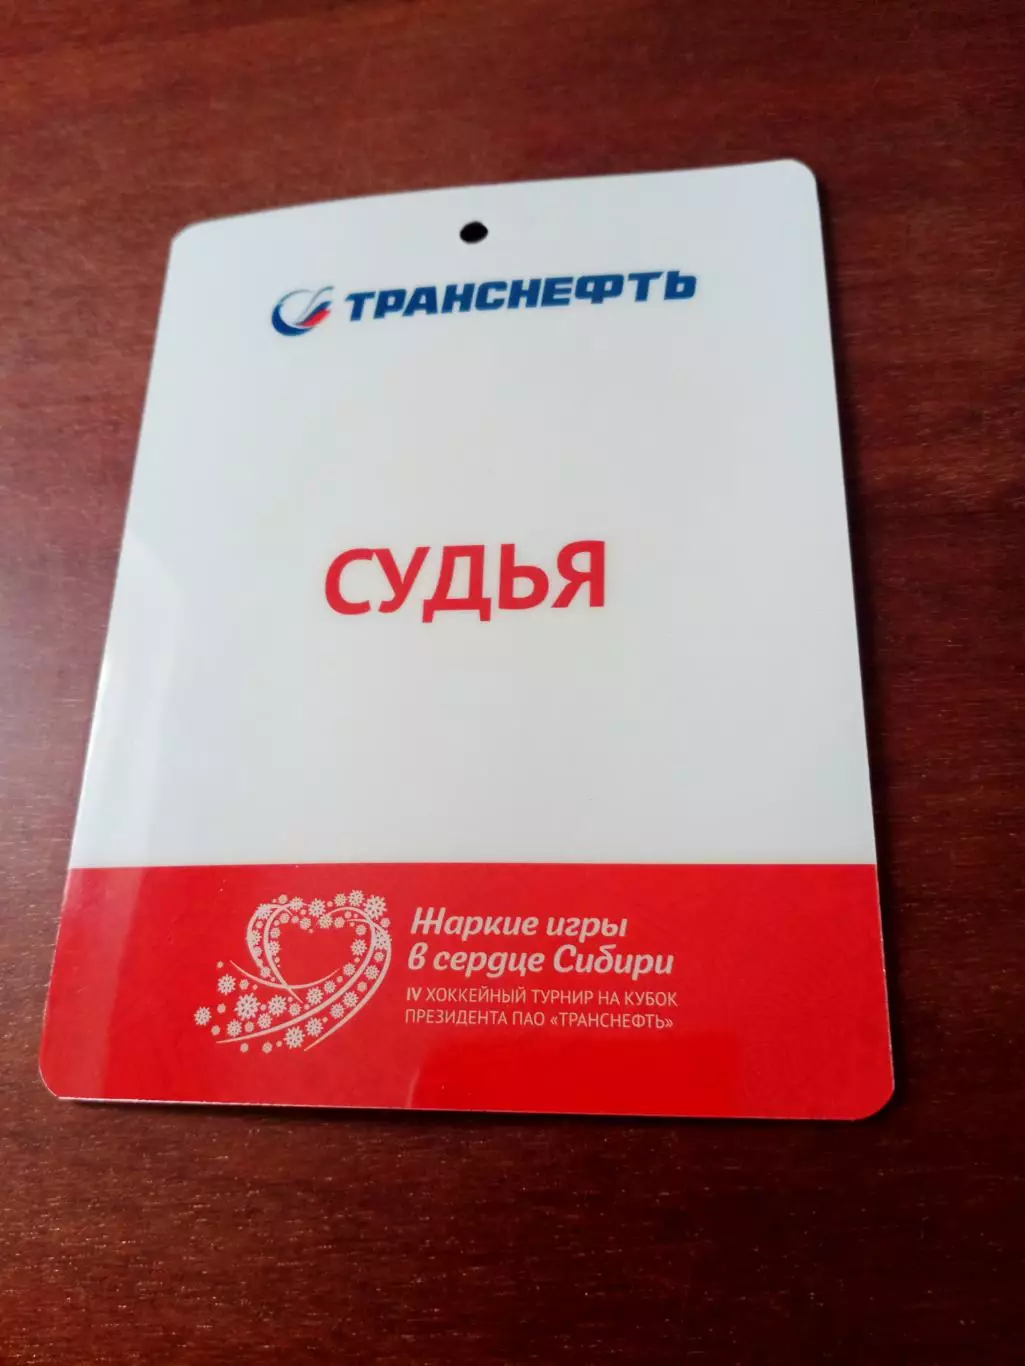 ТРАНСНЕФТЬ
СУДЬЯ
Жаркие игры
в сердце Сибири
IV ХОККЕЙНЫЙ ТУРНИР НА КУБОК
ПРЕЗИДЕНТА ПАО «ТРАНСНЕФТЬ»